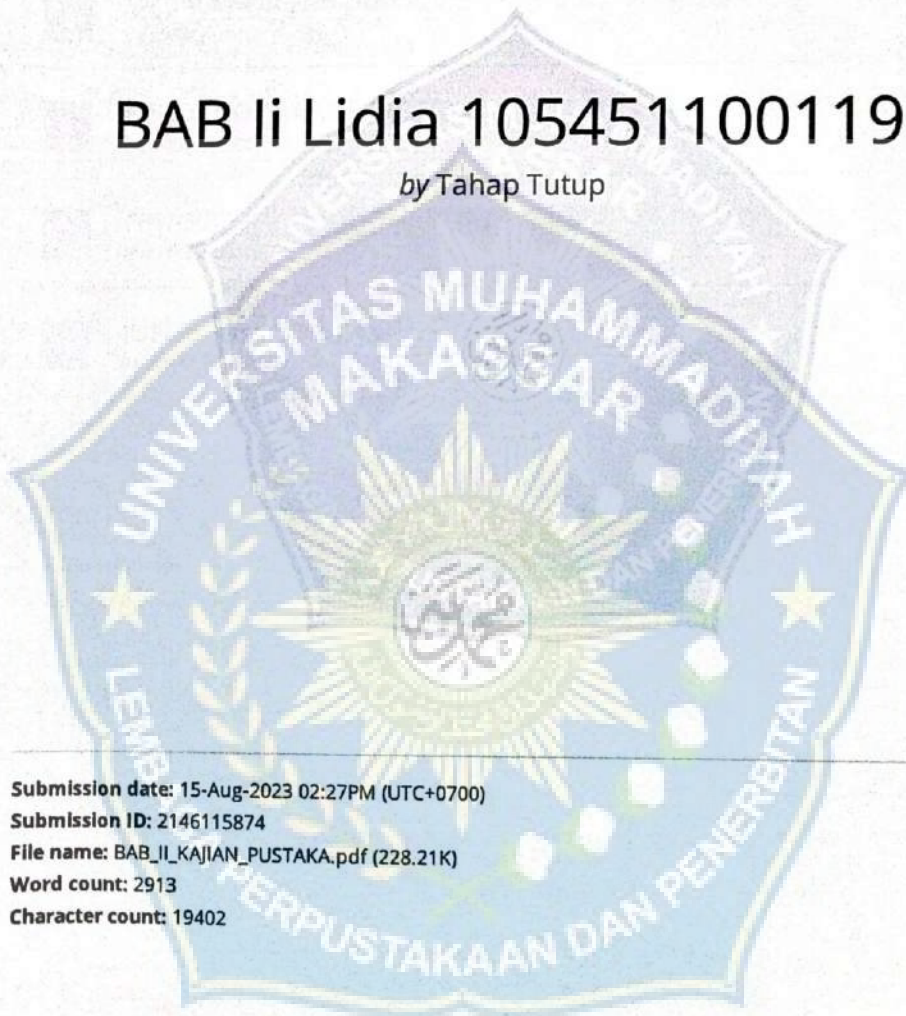 BAB Ii Lidia 105451100119
by Tahap Tutup
UNIVERSITAS MUHAMMADIYAH
MAKASSAR
LEMBAGA PERPUSTAKAAN DAN PENERBITAN
Submission date: 15-Aug-2023 02:27PM (UTC+0700)
Submission ID: 2146115874
File name: BAB_II_KAJIAN_PUSTAKA.pdf (228.21K)
Word count: 2913
Character count: 19402